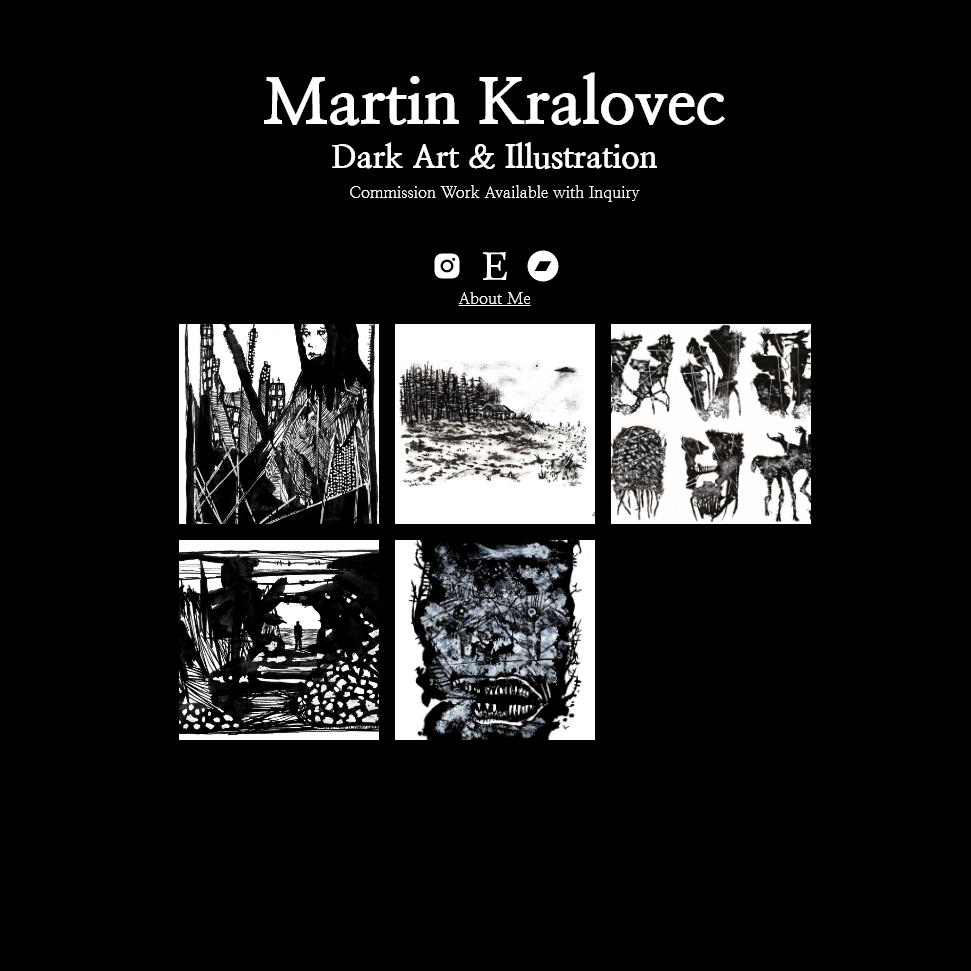 Martin Kralovec
Dark Art & Illustration
Commission Work Available with Inquiry
E
About Me